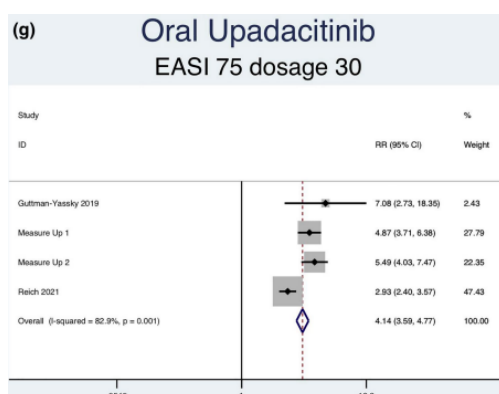 (g)
Oral Upadacitinib
EASI 75 dosage 30
Study %
ID RR (95% CI) Weight
Guttman-Yassky 2019 7.08 (2.73, 18.35) 2.43
Measure Up 1 4.87 (3.71, 6.38) 27.79
Measure Up 2 5.49 (4.03, 7.47) 22.35
Reich 2021 2.93 (2.40, 3.57) 47.43
Overall (I-squared = 82.9%, p = 0.001) 4.14 (3.59, 4.77) 100.00